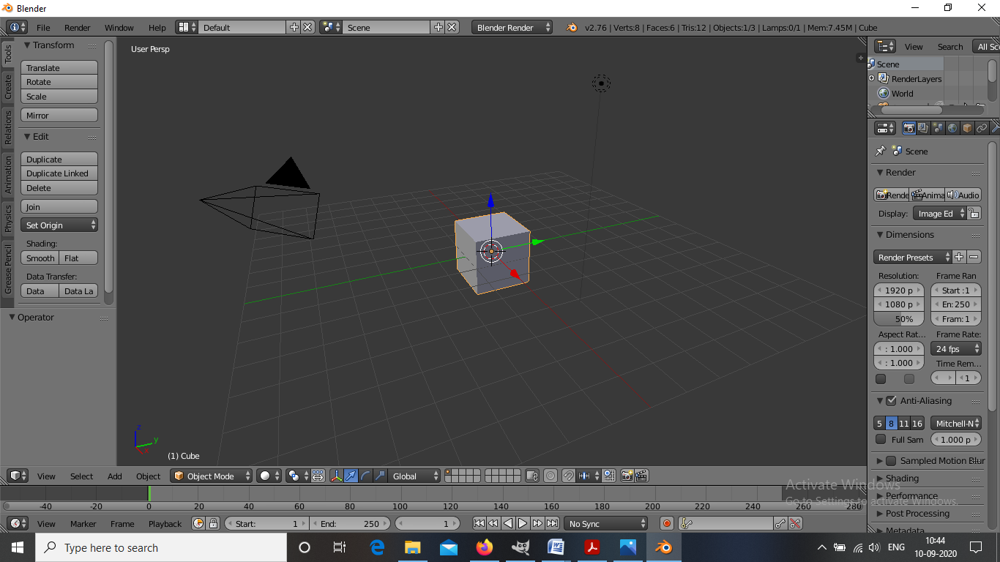 Blender
File Render Window Help Default Scene Blender Render v2.76 | Verts:8 | Faces:6 | Tris:12 | Objects:1/3 | Lamps:0/1 | Mem:7.45M | Cube
Tools
Create
Relations
Animation
Physics
Grease Pencil
Transform
Translate
Rotate
Scale
Mirror
Edit
Duplicate
Duplicate Linked
Delete
Join
Set Origin
Shading:
Smooth Flat
Data Transfer:
Data Data La
Operator
User Persp
z
y
x
(1) Cube
View Search All Sc
Scene
RenderLayers
World
Scene
Render
Rende Anima Audio
Display: Image Ed
Dimensions
Render Presets
Resolution: Frame Ran
1920 p Start :1
1080 p En: 250
50% Fram: 1
Aspect Rat... Frame Rate:
: 1.000 24 fps
: 1.000 Time Rem...
1
Anti-Aliasing
5 8 11 16 Mitchell-N
Full Sam 1.000 p
Sampled Motion Blur
Shading
Performance
Post Processing
Metadata
View Select Add Object Object Mode Global
-40 -20 0 20 40 60 80 100 120 140 160 180 200 220 240 260 280
View Marker Frame Playback Start: 1 End: 250 1 No Sync
Activate Windows
Go to Settings to activate Windows.
Type here to search
ENG
10:44
10-09-2020